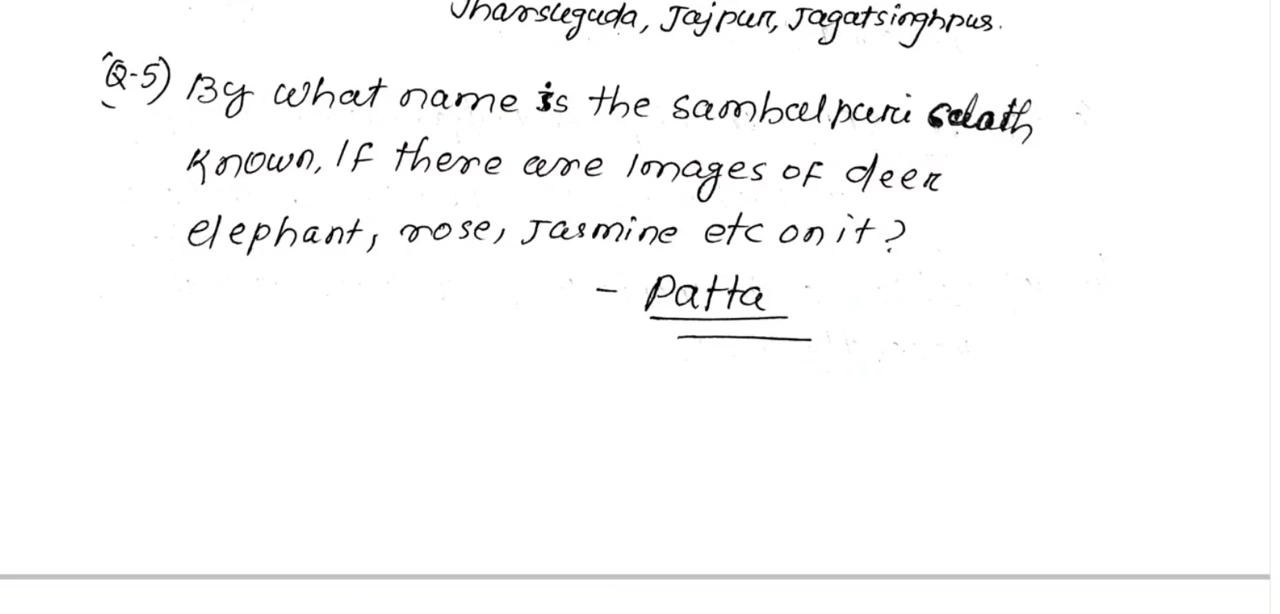 Jharsuguda, Jajpur, Jagatsinghpur.
(Q-5) By what name is the sambalpuri cloath
Known, If there are Images of deer
elephant, rose, Jasmine etc on it?
- Patta